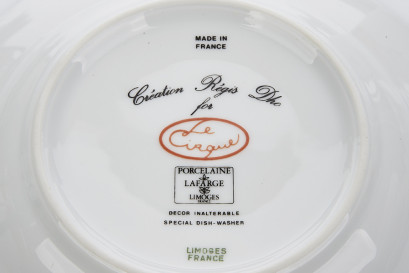 MADE IN
FRANCE
Création Régis Dho
for
Le
Cirque
PORCELAINE
LAFARGE
LIMOGES
FRANCE
DECOR INALTERABLE
SPECIAL DISH-WASHER
LIMOGES
FRANCE